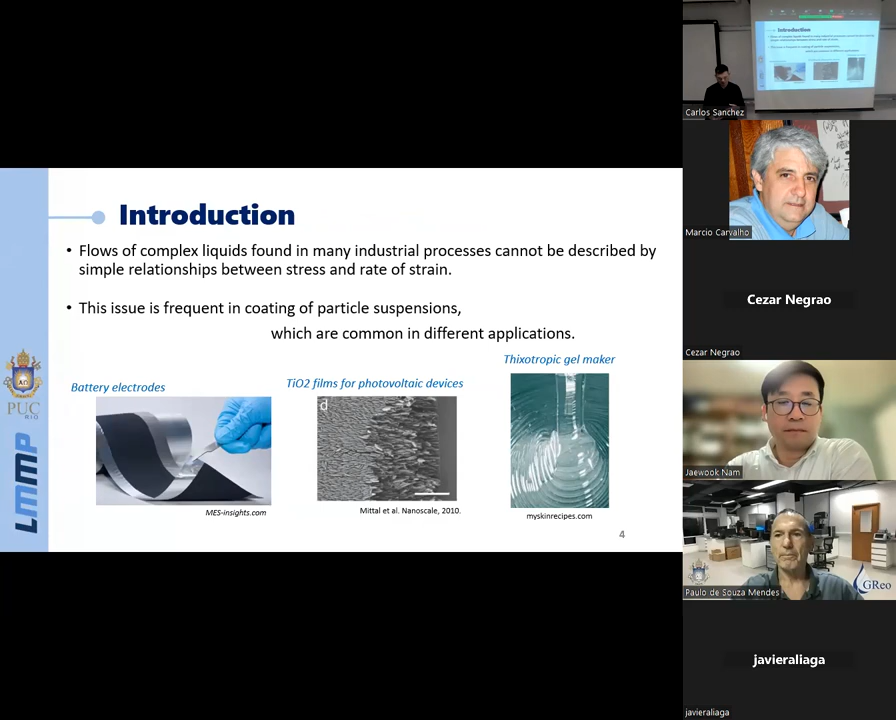 Introduction
• Flows of complex liquids found in many industrial processes cannot be described by
simple relationships between stress and rate of strain.
• This issue is frequent in coating of particle suspensions,
which are common in different applications.
Battery electrodes
TiO2 films for photovoltaic devices
Thixotropic gel maker
d
MES-insights.com
Mittal et al. Nanoscale, 2010.
myskinrecipes.com
4
PUC
RIO
LMMP
Introduction
Carlos Sanchez
Marcio Carvalho
Cezar Negrao
Cezar Negrao
Jaewook Nam
GReo
Paulo de Souza Mendes
javieraliaga
javieraliaga